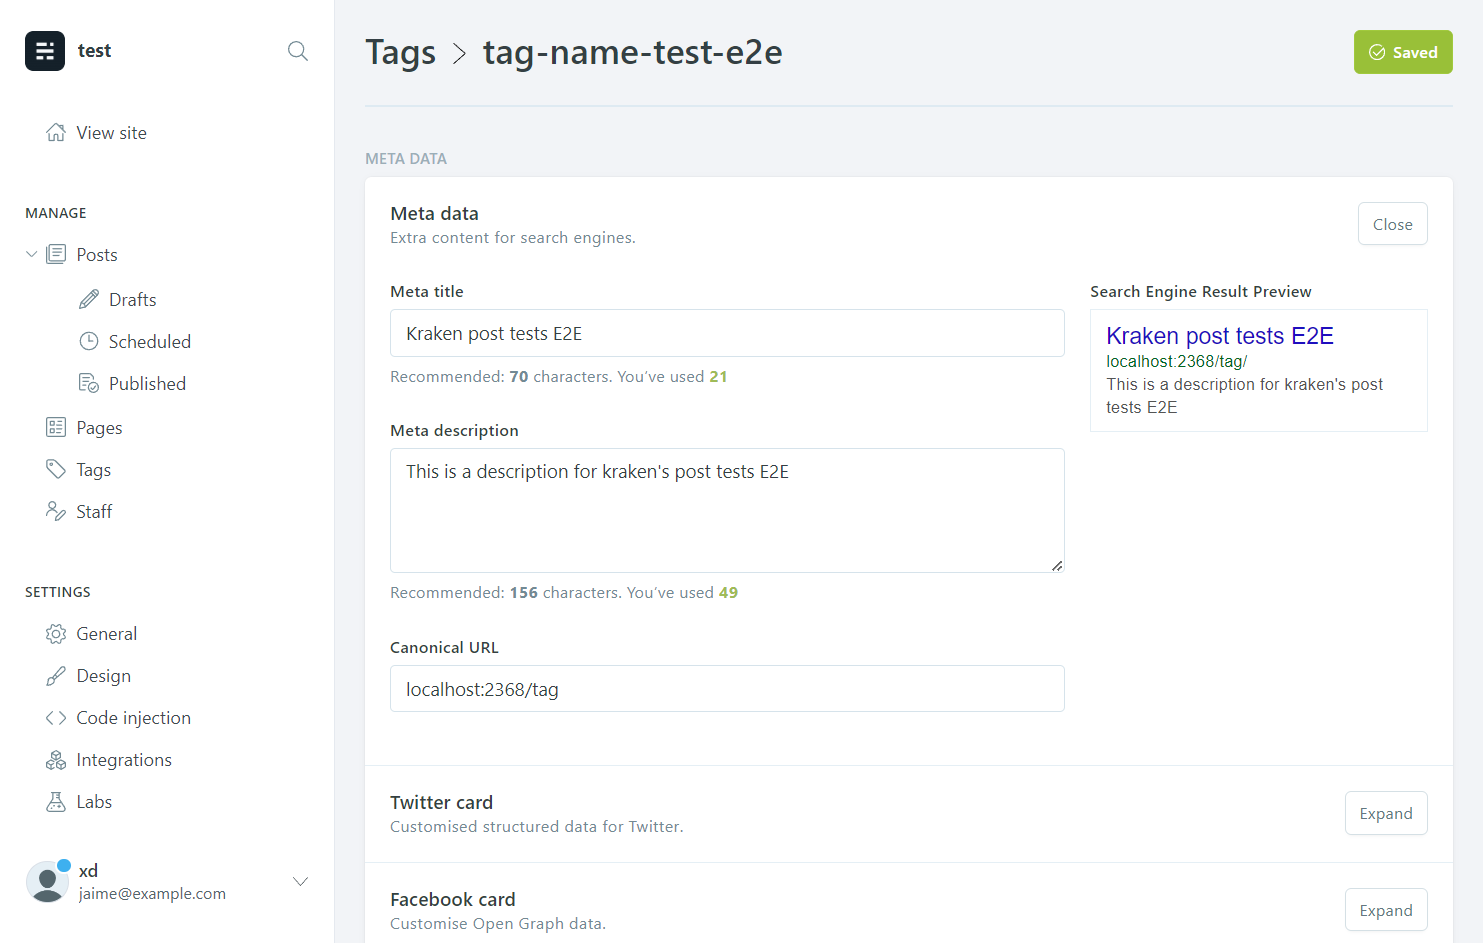 test
View site
MANAGE
Posts
Drafts
Scheduled
Published
Pages
Tags
Staff
SETTINGS
General
Design
Code injection
Integrations
Labs
xd
jaime@example.com
Tags > tag-name-test-e2e
Saved
META DATA
Meta data
Extra content for search engines.
Close
Meta title
Kraken post tests E2E
Recommended: 70 characters. You’ve used 21
Meta description
This is a description for kraken's post tests E2E
Recommended: 156 characters. You’ve used 49
Canonical URL
localhost:2368/tag
Search Engine Result Preview
Kraken post tests E2E
localhost:2368/tag/
This is a description for kraken's post
tests E2E
Twitter card
Customised structured data for Twitter.
Expand
Facebook card
Customise Open Graph data.
Expand